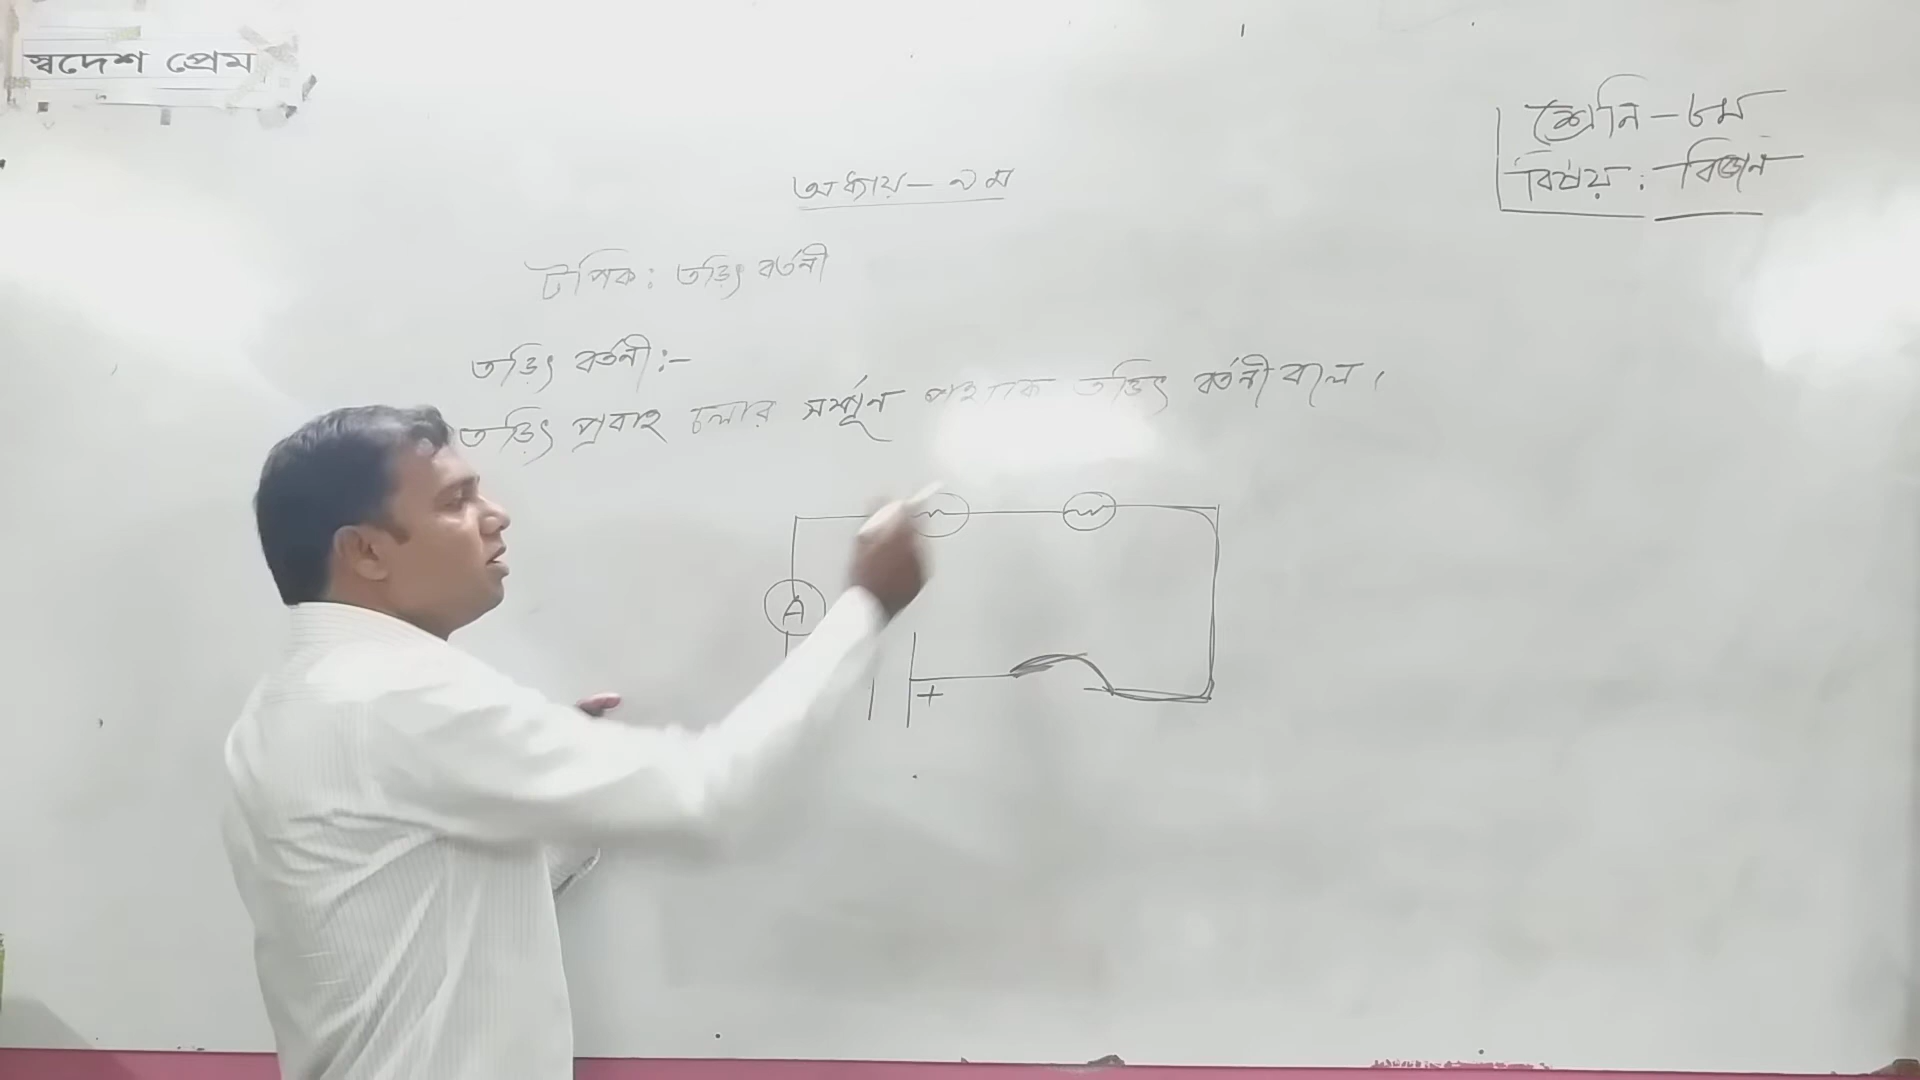 স্বদেশ প্রেম
শ্রেনি - ৮ম
বিষয় : - বিজ্ঞান
অধ্যায় - ৯ম
টপিক : তড়িৎ বর্তনী
তড়িৎ বর্তনী :-
তড়িৎ প্রবাহ চলার সম্পূর্ন পথকে তড়িৎ বর্তনী বলে ।
A
+